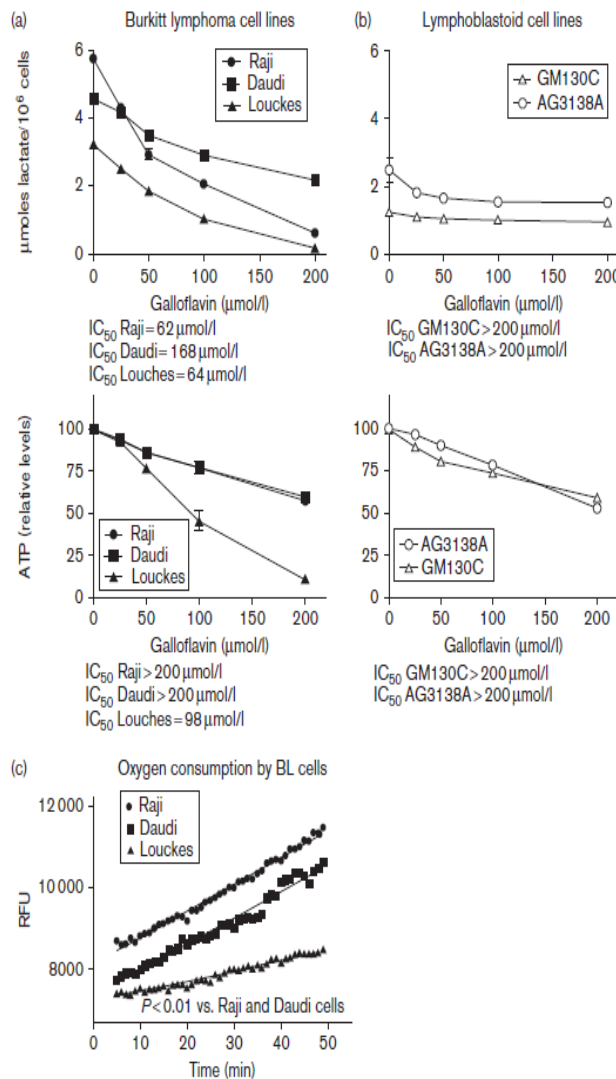 (a) Burkitt lymphoma cell lines
6
4
2
0
μmoles lactate/10⁶ cells
Raji
Daudi
Louckes
0 50 100 150 200
Galloflavin (μmol/l)
IC₅₀ Raji = 62 μmol/l
IC₅₀ Daudi = 168 μmol/l
IC₅₀ Louches = 64 μmol/l
(b) Lymphoblastoid cell lines
6
4
2
0
GM130C
AG3138A
0 50 100 150 200
Galloflavin (μmol/l)
IC₅₀ GM130C > 200 μmol/l
IC₅₀ AG3138A > 200 μmol/l
100
75
50
25
0
ATP (relative levels)
Raji
Daudi
Louckes
0 50 100 150 200
Galloflavin (μmol/l)
IC₅₀ Raji > 200 μmol/l
IC₅₀ Daudi > 200 μmol/l
IC₅₀ Louches = 98 μmol/l
100
75
50
25
0
AG3138A
GM130C
0 50 100 150 200
Galloflavin (μmol/l)
IC₅₀ GM130C > 200 μmol/l
IC₅₀ AG3138A > 200 μmol/l
(c) Oxygen consumption by BL cells
12 000
10 000
8000
RFU
Raji
Daudi
Louckes
P < 0.01 vs. Raji and Daudi cells
0 10 20 30 40 50
Time (min)